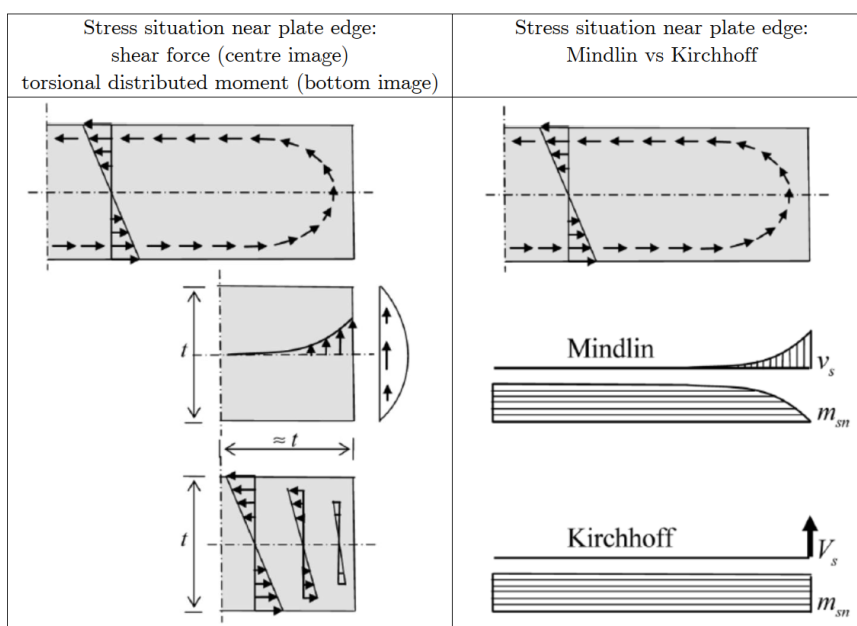 Stress situation near plate edge:
shear force (centre image)
torsional distributed moment (bottom image)
Stress situation near plate edge:
Mindlin vs Kirchhoff
t
≈ t
t
Mindlin
v_s
m_sn
Kirchhoff
V_s
m_sn